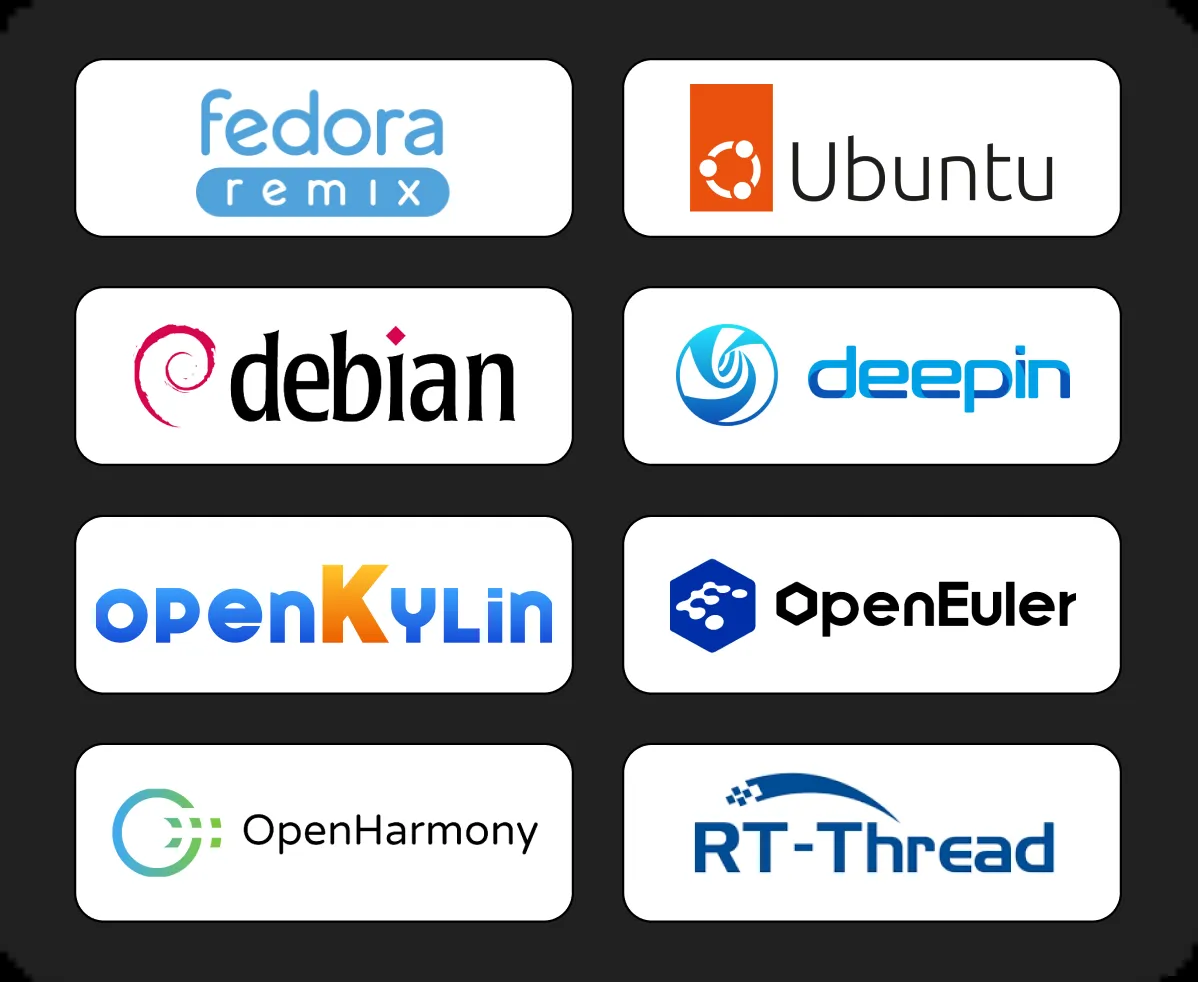 fedora
remix
Ubuntu
debian
deepin
openKylin
OpenEuler
OpenHarmony
RT-Thread